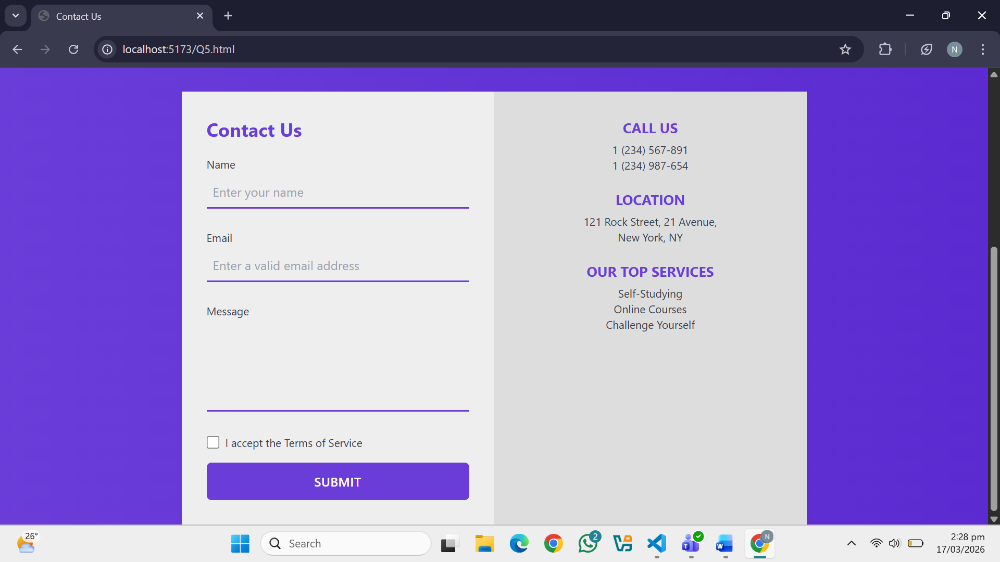 Contact Us
localhost:5173/Q5.html
N
Contact Us
Name
Enter your name
Email
Enter a valid email address
Message
I accept the Terms of Service
SUBMIT
CALL US
1 (234) 567-891
1 (234) 987-654
LOCATION
121 Rock Street, 21 Avenue,
New York, NY
OUR TOP SERVICES
Self-Studying
Online Courses
Challenge Yourself
26°
Search
2
T
W
N
2:28 pm
17/03/2026